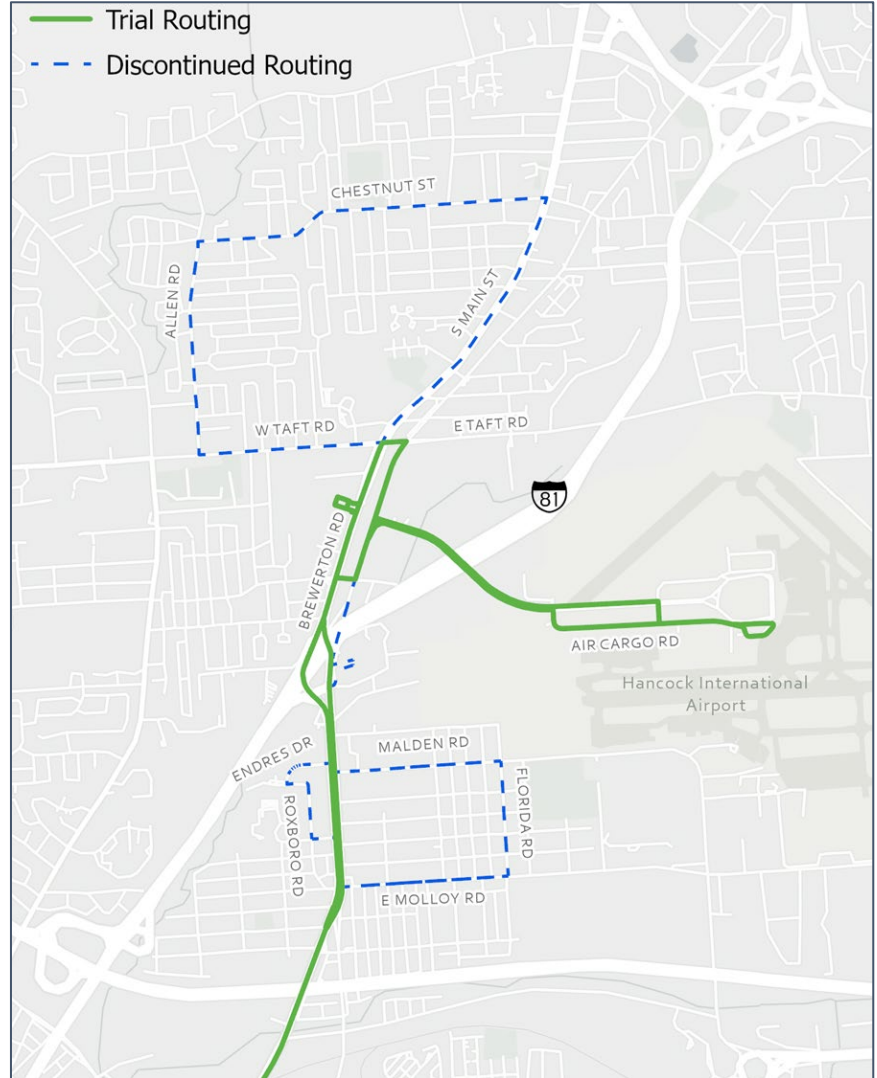 Trial Routing
Discontinued Routing
CHESTNUT ST
ALLEN RD
S MAIN ST
W TAFT RD
E TAFT RD
81
BREWERTON RD
AIR CARGO RD
Hancock International
Airport
ENDRES DR
MALDEN RD
ROXBORO RD
FLORIDA RD
E MOLLOY RD